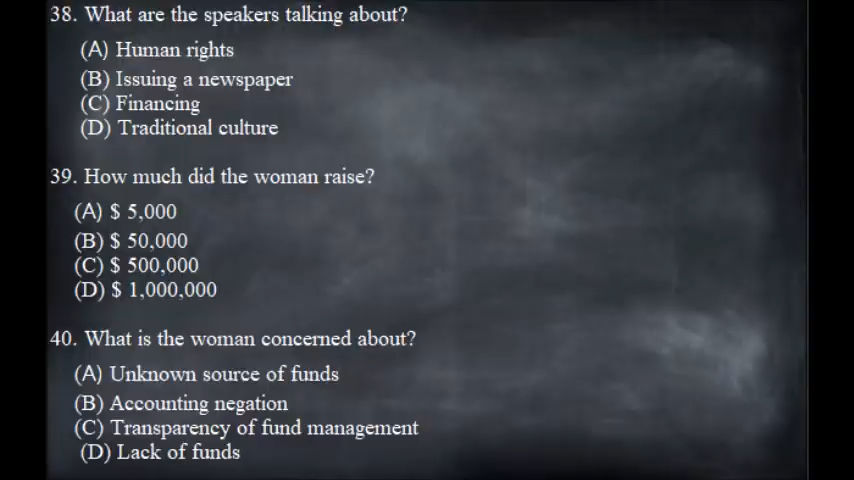 38. What are the speakers talking about?
(A) Human rights
(B) Issuing a newspaper
(C) Financing
(D) Traditional culture
39. How much did the woman raise?
(A) $ 5,000
(B) $ 50,000
(C) $ 500,000
(D) $ 1,000,000
40. What is the woman concerned about?
(A) Unknown source of funds
(B) Accounting negation
(C) Transparency of fund management
(D) Lack of funds